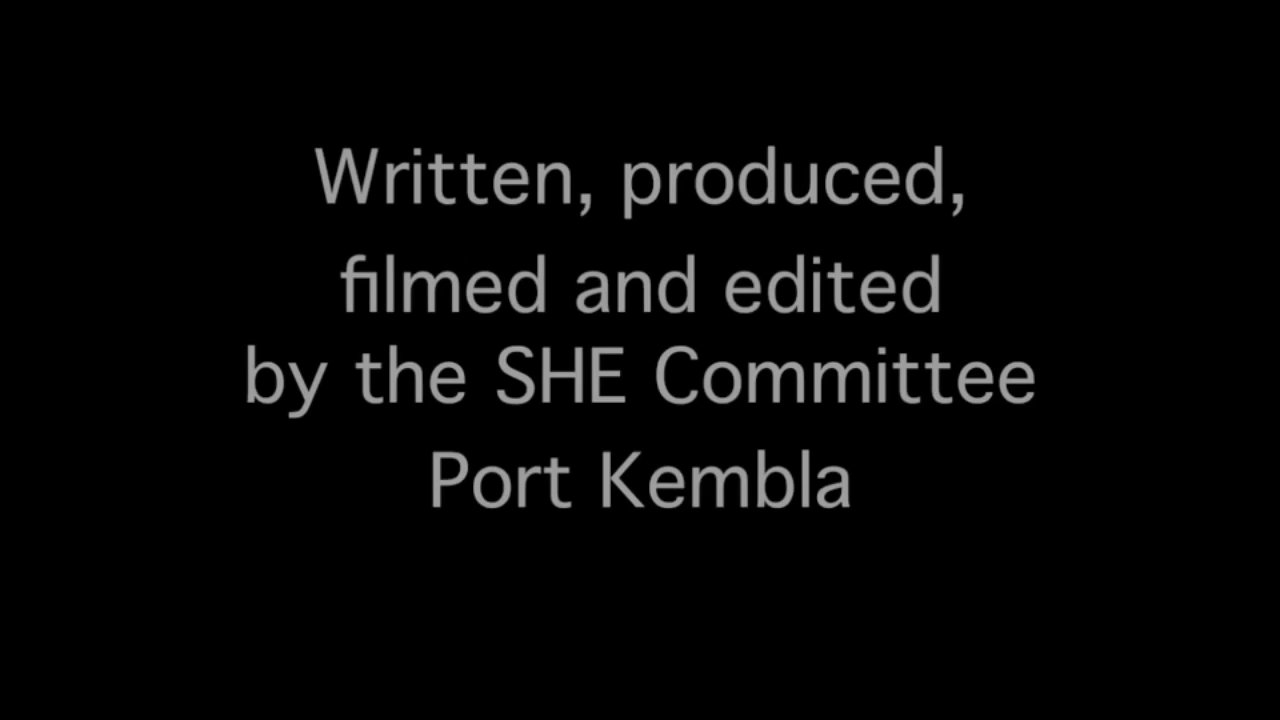 Written, produced,
filmed and edited
by the SHE Committee
Port Kembla